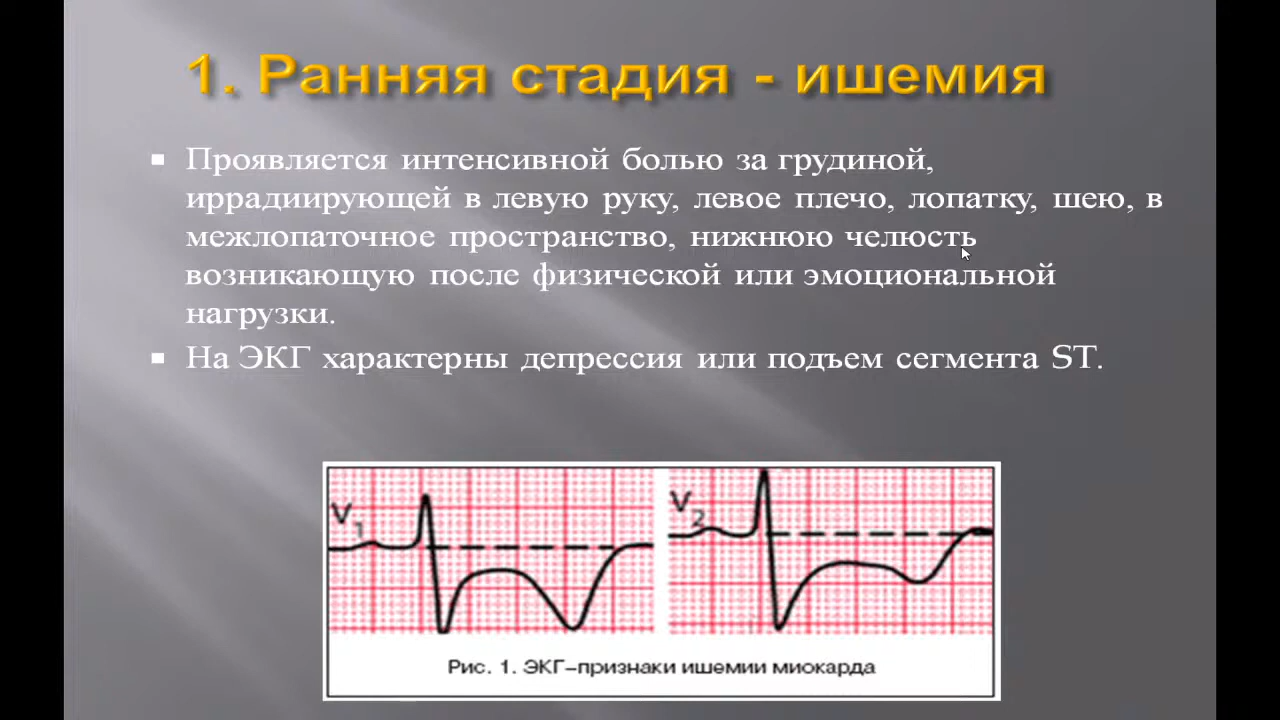 1. Ранняя стадия - ишемия
Проявляется интенсивной болью за грудиной,
иррадиирующей в левую руку, левое плечо, лопатку, шею, в
межлопаточное пространство, нижнюю челюсть
возникающую после физической или эмоциональной
нагрузки.
На ЭКГ характерны депрессия или подъем сегмента ST.
V1
V2
Рис. 1. ЭКГ–признаки ишемии миокарда